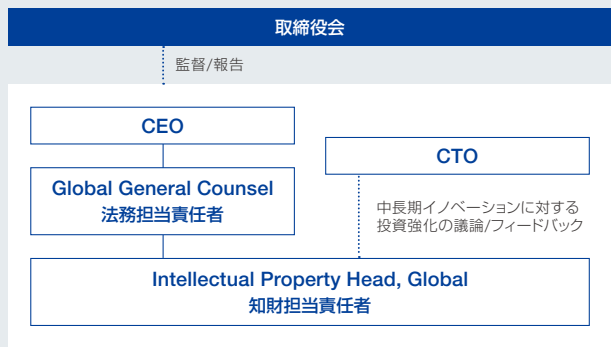 取締役会
監督/報告
CEO
Global General Counsel
法務担当責任者
CTO
中長期イノベーションに対する
投資強化の議論/フィードバック
Intellectual Property Head, Global
知財担当責任者